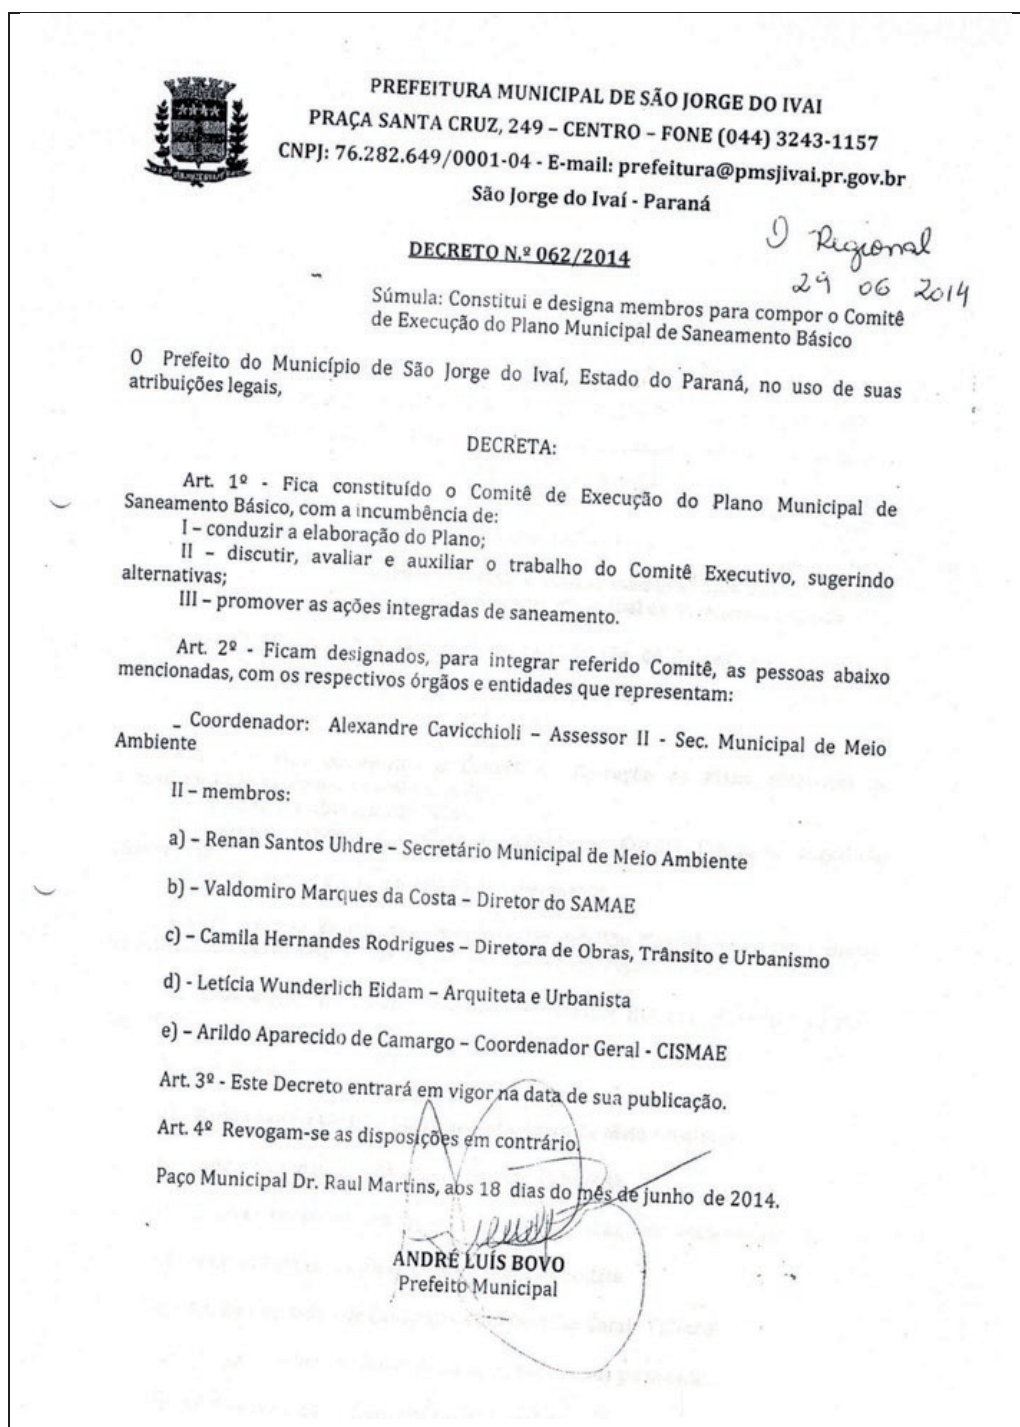 PREFEITURA MUNICIPAL DE SÃO JORGE DO IVAI
PRAÇA SANTA CRUZ, 249 – CENTRO – FONE (044) 3243-1157
CNPJ: 76.282.649/0001-04 - E-mail: prefeitura@pmsjivai.pr.gov.br
São Jorge do Ivaí - Paraná
Regional
29 06 2014
DECRETO N.º 062/2014
Súmula: Constitui e designa membros para compor o Comitê
de Execução do Plano Municipal de Saneamento Básico
O Prefeito do Município de São Jorge do Ivaí, Estado do Paraná, no uso de suas
atribuições legais,
DECRETA:
Art. 1º - Fica constituído o Comitê de Execução do Plano Municipal de
Saneamento Básico, com a incumbência de:
I – conduzir a elaboração do Plano;
II – discutir, avaliar e auxiliar o trabalho do Comitê Executivo, sugerindo
alternativas;
III – promover as ações integradas de saneamento.
Art. 2º - Ficam designados, para integrar referido Comitê, as pessoas abaixo
mencionadas, com os respectivos órgãos e entidades que representam:
_ Coordenador: Alexandre Cavicchioli – Assessor II - Sec. Municipal de Meio
Ambiente
II – membros:
a) – Renan Santos Uhdre – Secretário Municipal de Meio Ambiente
b) – Valdomiro Marques da Costa – Diretor do SAMAE
c) – Camila Hernandes Rodrigues – Diretora de Obras, Trânsito e Urbanismo
d) - Letícia Wunderlich Eidam – Arquiteta e Urbanista
e) – Arildo Aparecido de Camargo – Coordenador Geral - CISMAE
Art. 3º - Este Decreto entrará em vigor na data de sua publicação.
Art. 4º Revogam-se as disposições em contrário.
Paço Municipal Dr. Raul Martins, aos 18 dias do mês de junho de 2014.
ANDRÉ LUÍS BOVO
Prefeito Municipal